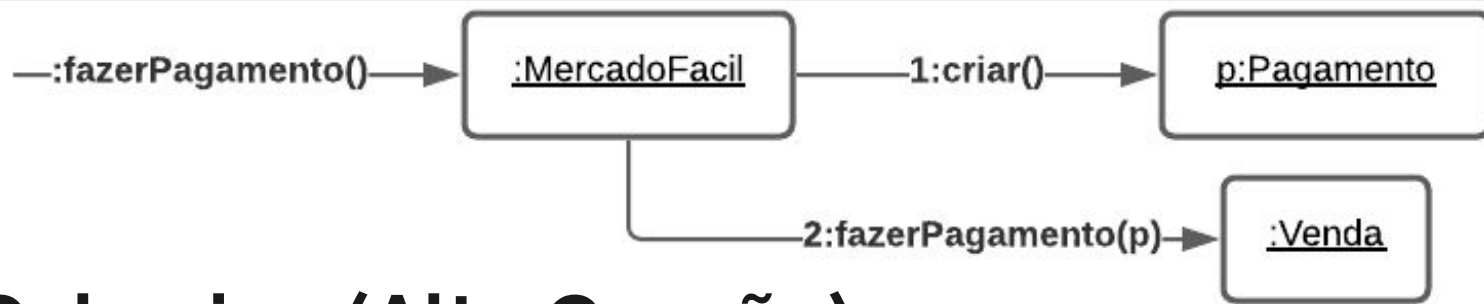 :fazerPagamento()
:MercadoFacil
1:criar()
p:Pagamento
2:fazerPagamento(p)
:Venda